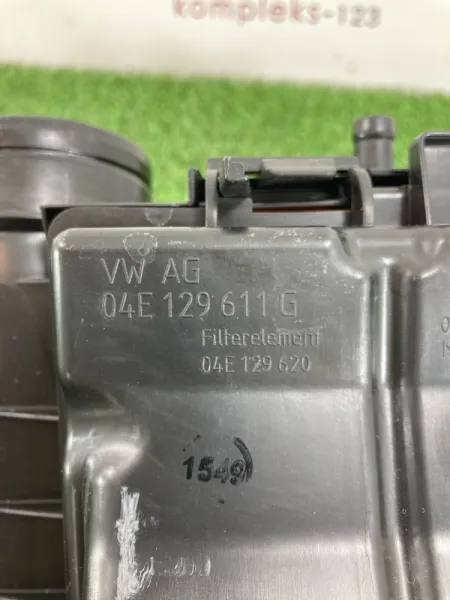 kompleks-123
VW AG
04E 129 611 G
Filterelement
04E 129 620
1549